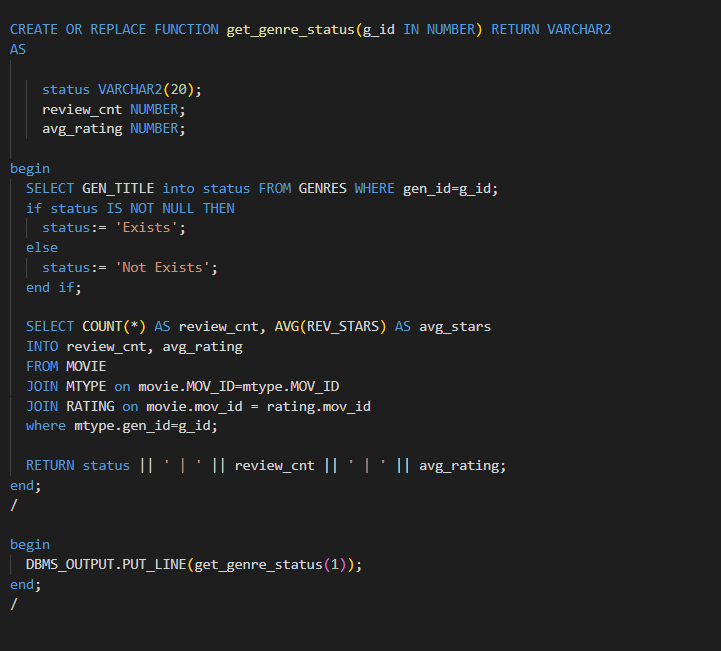 CREATE OR REPLACE FUNCTION get_genre_status(g_id IN NUMBER) RETURN VARCHAR2
AS
status VARCHAR2(20);
review_cnt NUMBER;
avg_rating NUMBER;
begin
SELECT GEN_TITLE into status FROM GENRES WHERE gen_id=g_id;
if status IS NOT NULL THEN
status:= 'Exists';
else
status:= 'Not Exists';
end if;
SELECT COUNT(*) AS review_cnt, AVG(REV_STARS) AS avg_stars
INTO review_cnt, avg_rating
FROM MOVIE
JOIN MTYPE on movie.MOV_ID=mtype.MOV_ID
JOIN RATING on movie.mov_id = rating.mov_id
where mtype.gen_id=g_id;
RETURN status || ' | ' || review_cnt || ' | ' || avg_rating;
end;
/
begin
DBMS_OUTPUT.PUT_LINE(get_genre_status(1));
end;
/